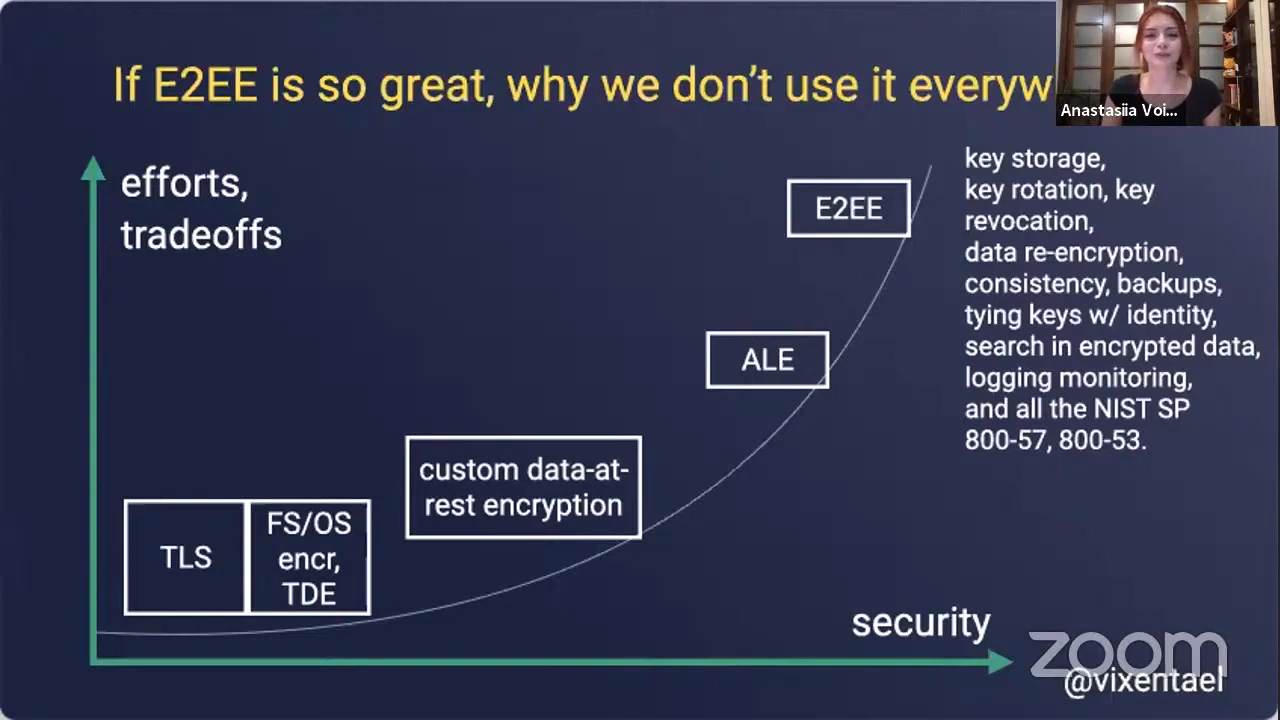 If E2EE is so great, why we don't use it everyw
Anastasiia Voi...
efforts,
tradeoffs
key storage,
key rotation, key
revocation,
data re-encryption,
consistency, backups,
tying keys w/ identity,
search in encrypted data,
logging monitoring,
and all the NIST SP
800-57, 800-53.
E2EE
ALE
custom data-at-
rest encryption
TLS
FS/OS
encr,
TDE
security
zoom
@vixentael